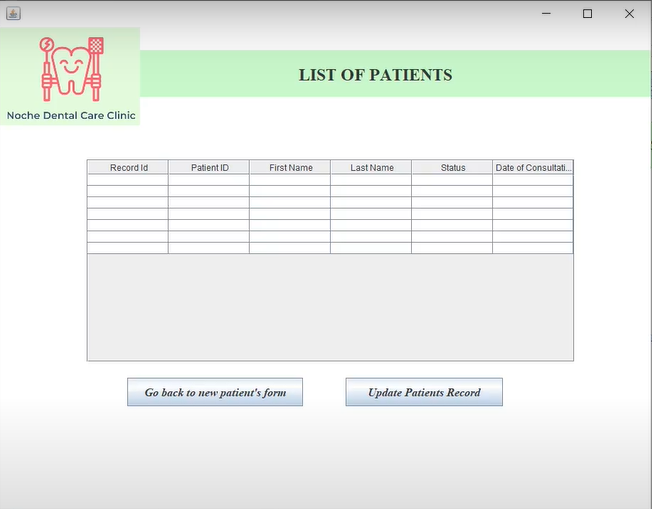 LIST OF PATIENTS
Noche Dental Care Clinic
Record Id Patient ID First Name Last Name Status Date of Consultati...
Go back to new patient's form Update Patients Record